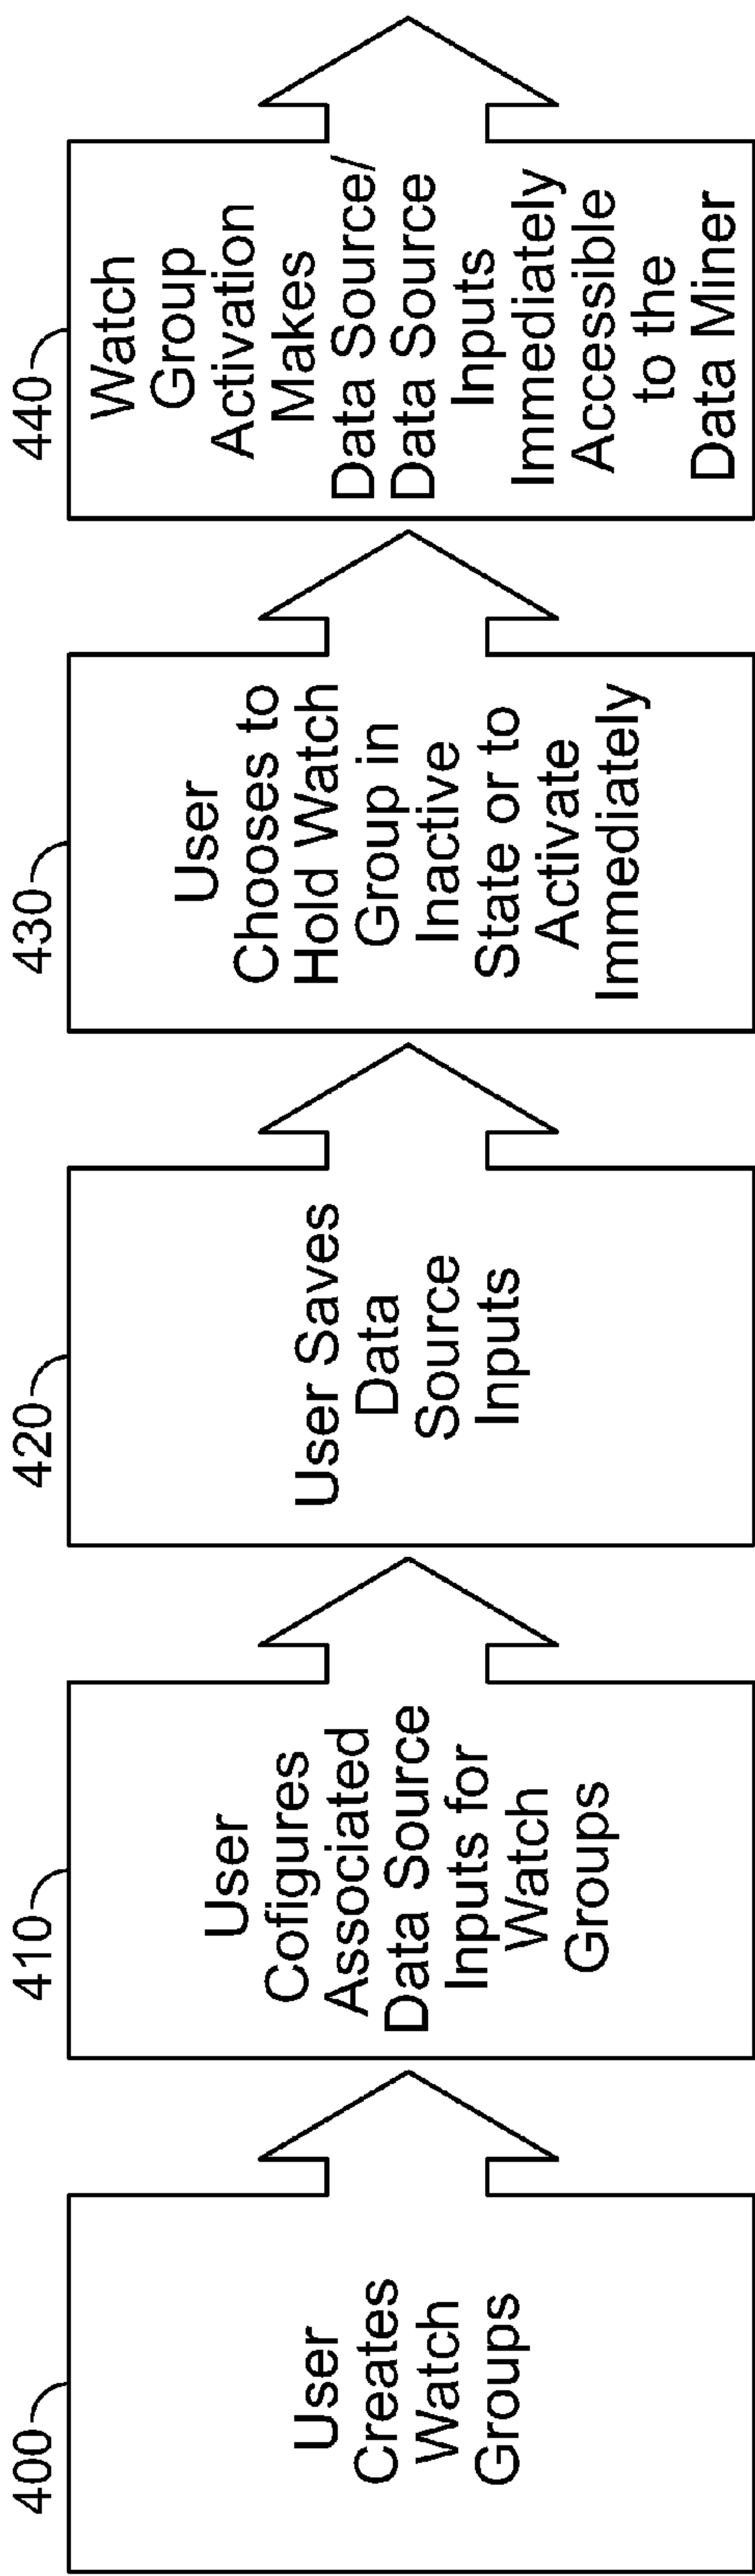 400
User
Creates
Watch
Groups
410
User
Cofigures
Associated
Data Source
Inputs for
Watch
Groups
420
User Saves
Data
Source
Inputs
430
User
Chooses to
Hold Watch
Group in
Inactive
State or to
Activate
Immediately
440
Watch
Group
Activation
Makes
Data Source/
Data Source
Inputs
Immediately
Accessible
to the
Data Miner